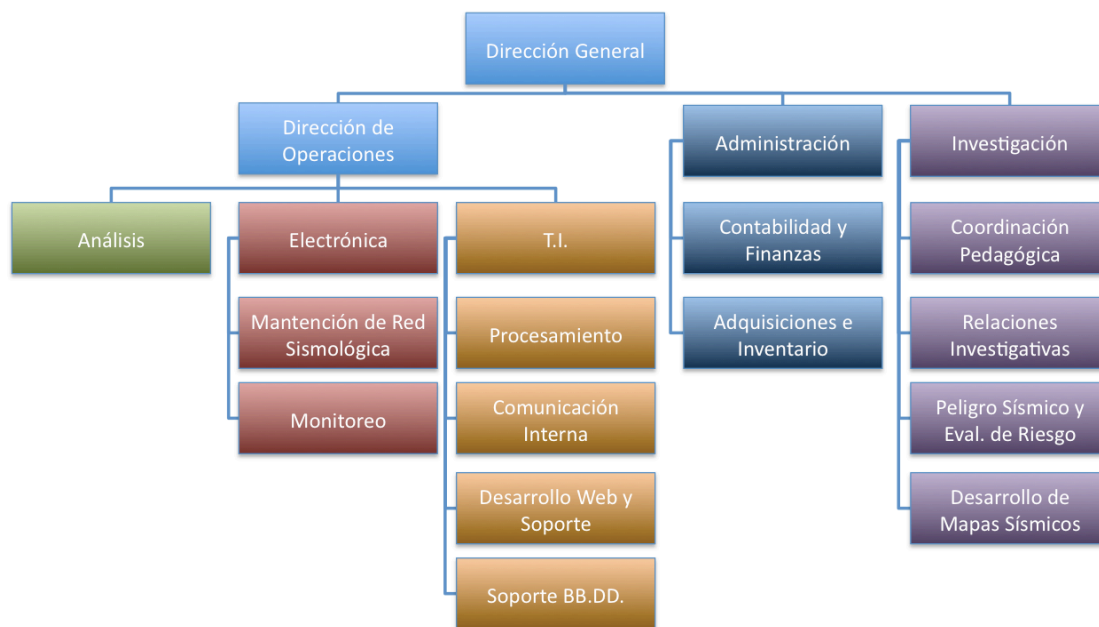 Dirección General
Dirección de
Operaciones
Administración
Investigación
Análisis
Electrónica
T.I.
Contabilidad y
Finanzas
Coordinación
Pedagógica
Mantención de Red
Sismológica
Procesamiento
Adquisiciones e
Inventario
Relaciones
Investigativas
Monitoreo
Comunicación
Interna
Peligro Sísmico y
Eval. de Riesgo
Desarrollo Web y
Soporte
Desarrollo de
Mapas Sísmicos
Soporte BB.DD.